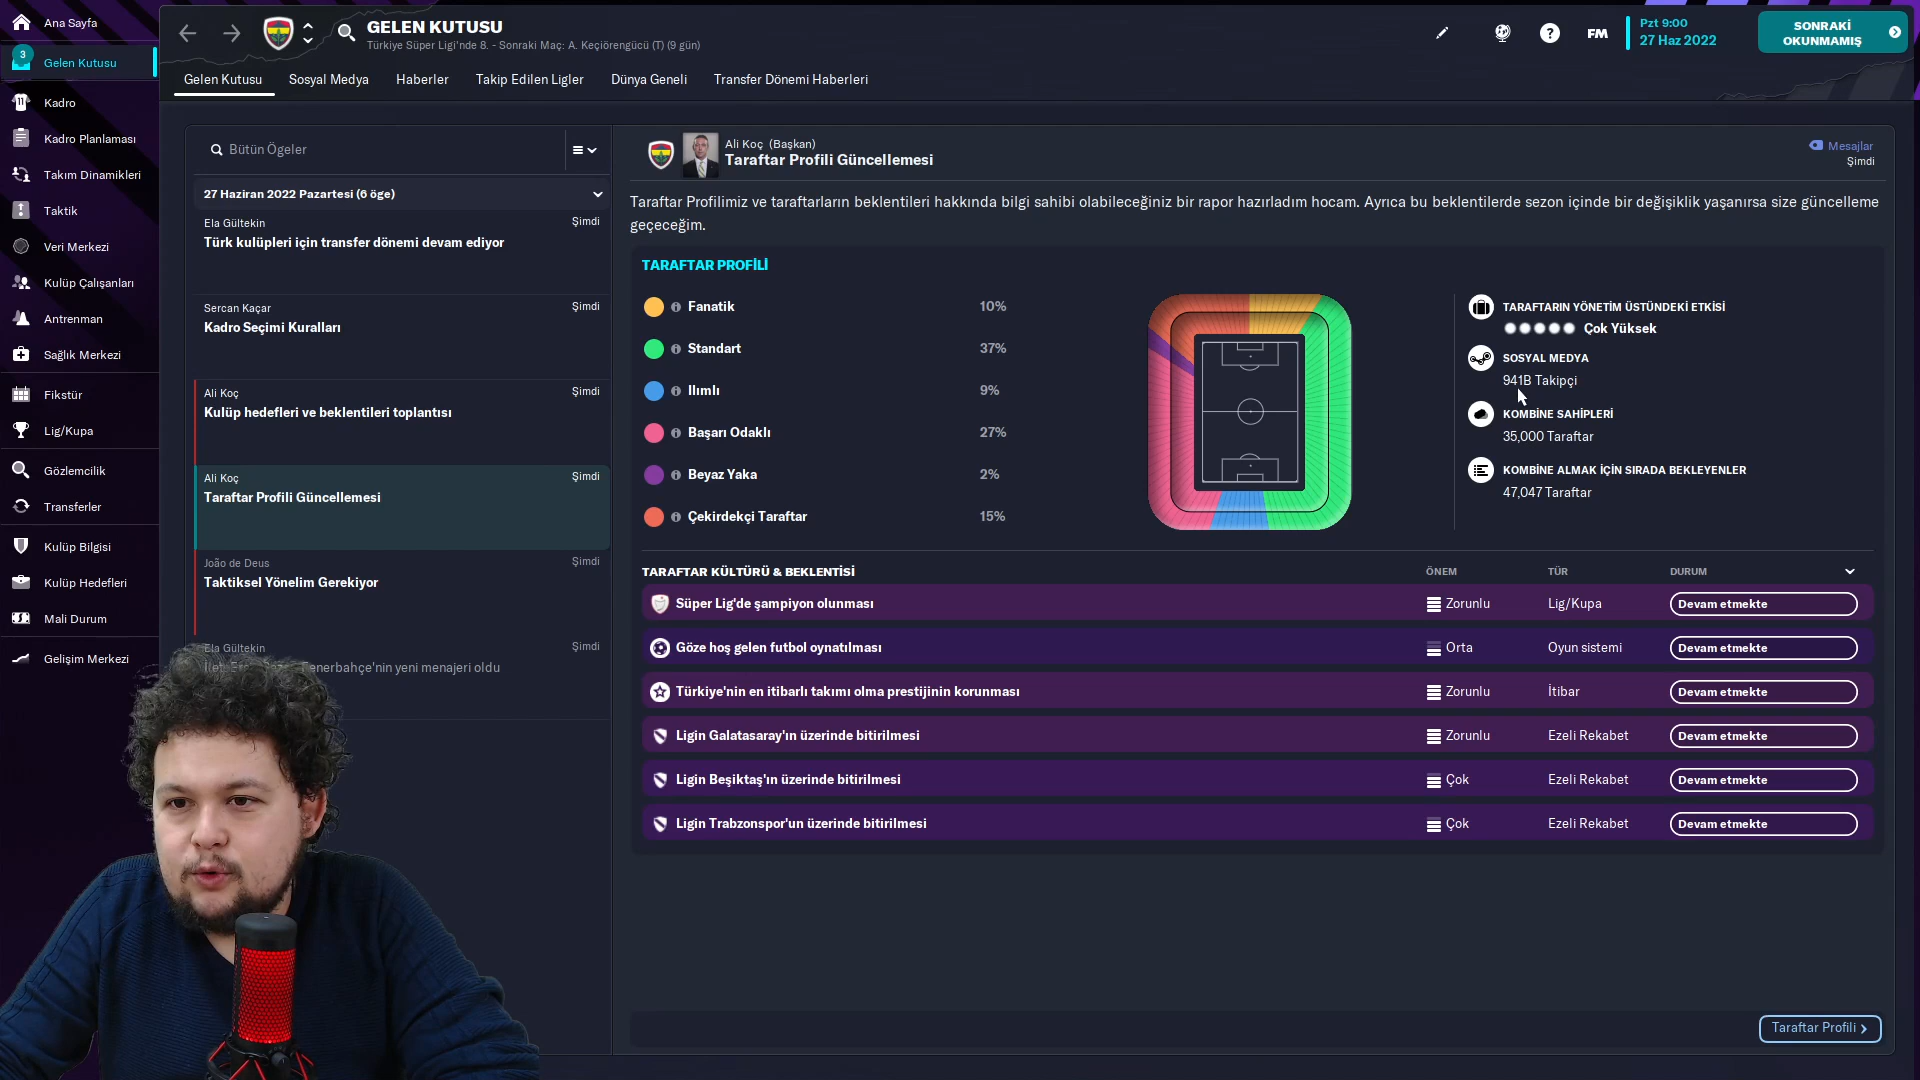 Ana Sayfa
3
Gelen Kutusu
Kadro
Kadro Planlaması
Takım Dinamikleri
Taktik
Veri Merkezi
Kulüp Çalışanları
Antrenman
Sağlık Merkezi
Fikstür
Lig/Kupa
Gözlemcilik
Transferler
Kulüp Bilgisi
Kulüp Hedefleri
Mali Durum
Gelişim Merkezi
GELEN KUTUSU
Türkiye Süper Ligi'nde 8. - Sonraki Maç: A. Keçiörengücü (T) (9 gün)
FM
Pzt 9:00
27 Haz 2022
SONRAKİ
OKUNMAMIŞ
Gelen Kutusu Sosyal Medya Haberler Takip Edilen Ligler Dünya Geneli Transfer Dönemi Haberleri
Bütün Ögeler
27 Haziran 2022 Pazartesi (6 öge)
Ela Gültekin Şimdi
Türk kulüpleri için transfer dönemi devam ediyor
Sercan Kaçar Şimdi
Kadro Seçimi Kuralları
Ali Koç Şimdi
Kulüp hedefleri ve beklentileri toplantısı
Ali Koç Şimdi
Taraftar Profili Güncellemesi
João de Deus Şimdi
Taktiksel Yönelim Gerekiyor
Ela Gültekin Şimdi
Fenerbahçe'nin yeni menajeri oldu
Ali Koç (Başkan)
Taraftar Profili Güncellemesi
Mesajlar
Şimdi
Taraftar Profilimiz ve taraftarların beklentileri hakkında bilgi sahibi olabileceğiniz bir rapor hazırladım hocam. Ayrıca bu beklentilerde sezon içinde bir değişiklik yaşanırsa size güncelleme
geçeceğim.
TARAFTAR PROFİLİ
Fanatik 10%
Standart 37%
Ilımlı 9%
Başarı Odaklı 27%
Beyaz Yaka 2%
Çekirdekçi Taraftar 15%
TARAFTARIN YÖNETİM ÜSTÜNDEKİ ETKİSİ
Çok Yüksek
SOSYAL MEDYA
941B Takipçi
KOMBİNE SAHİPLERİ
35,000 Taraftar
KOMBİNE ALMAK İÇİN SIRADA BEKLEYENLER
47,047 Taraftar
TARAFTAR KÜLTÜRÜ & BEKLENTİSİ ÖNEM TÜR DURUM
Süper Lig'de şampiyon olunması Zorunlu Lig/Kupa Devam etmekte
Göze hoş gelen futbol oynatılması Orta Oyun sistemi Devam etmekte
Türkiye'nin en itibarlı takımı olma prestijinin korunması Zorunlu İtibar Devam etmekte
Ligin Galatasaray'ın üzerinde bitirilmesi Zorunlu Ezeli Rekabet Devam etmekte
Ligin Beşiktaş'ın üzerinde bitirilmesi Çok Ezeli Rekabet Devam etmekte
Ligin Trabzonspor'un üzerinde bitirilmesi Çok Ezeli Rekabet Devam etmekte
Taraftar Profili